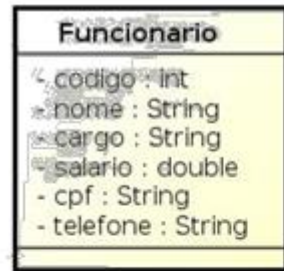 Funcionario
- codigo : int
- nome : String
- cargo : String
- salario : double
- cpf : String
- telefone : String